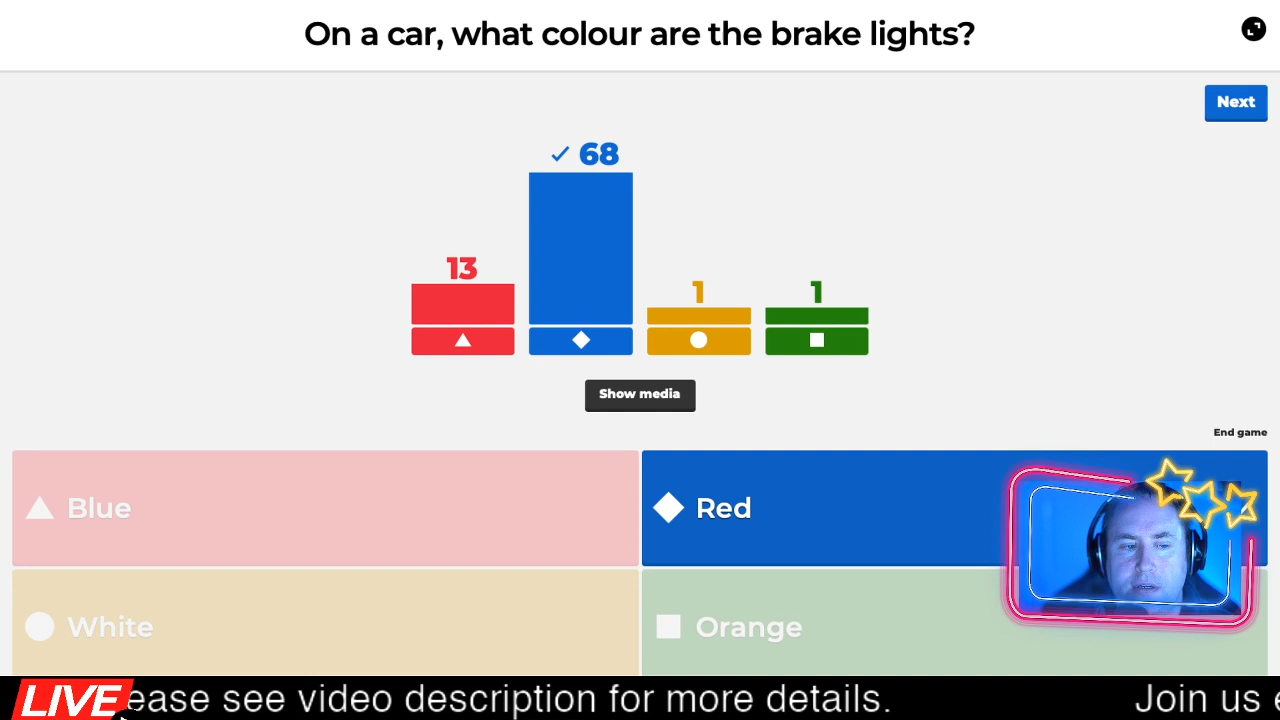 On a car, what colour are the brake lights?
Next
68
13
1
1
Show media
End game
Blue
Red
White
Orange
LIVE
ease see video description for more details.
Join us e